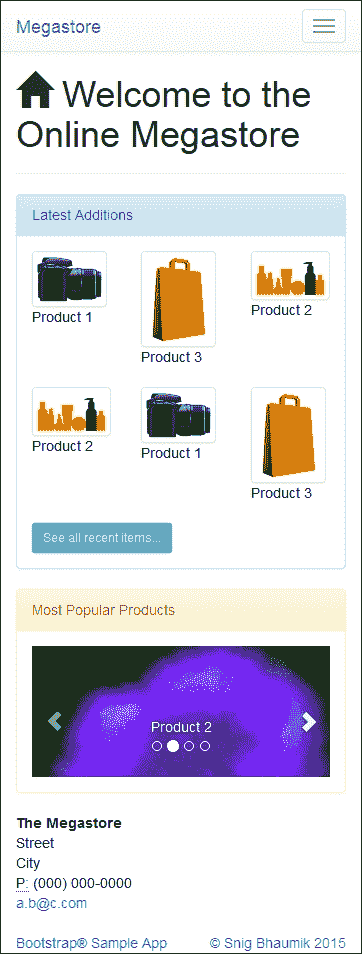 Megastore
Welcome to the
Online Megastore
Latest Additions
Product 1
Product 3
Product 2
Product 2
Product 1
Product 3
See all recent items...
Most Popular Products
Product 2
The Megastore
Street
City
P: (000) 000-0000
a.b@c.com
Bootstrap® Sample App
© Snig Bhaumik 2015